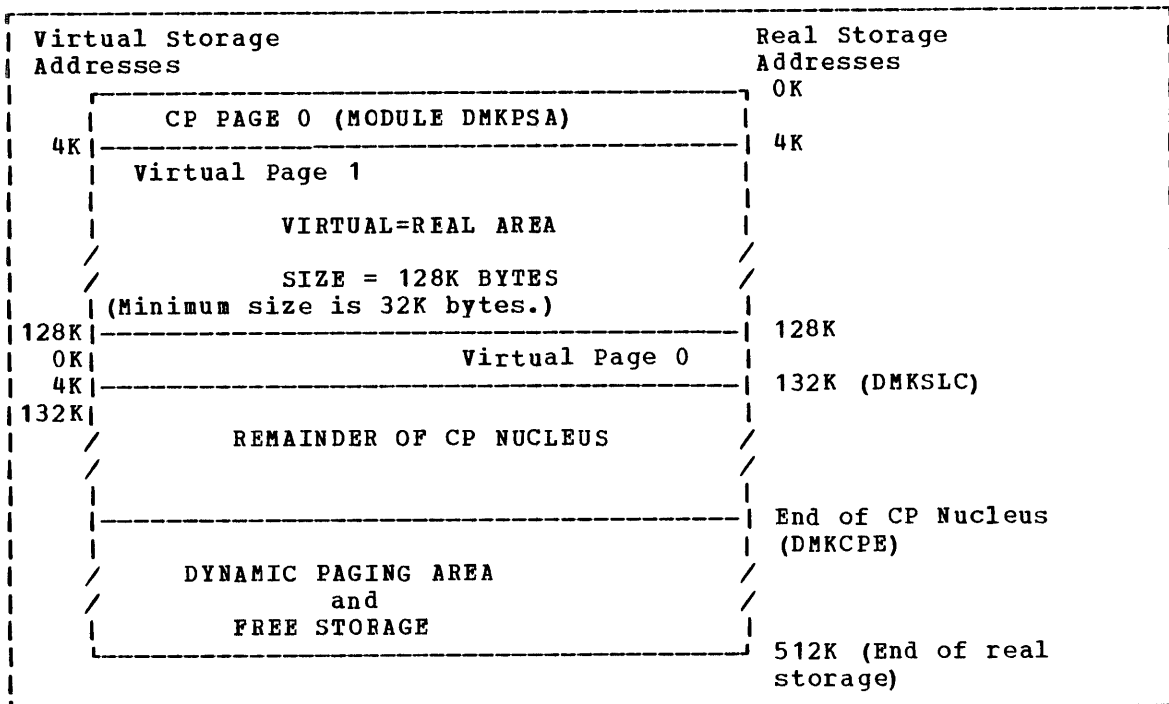 Virtual Storage Real Storage
Addresses Addresses
0K
CP PAGE 0 (MODULE DMKPSA)
4K 4K
Virtual Page 1
VIRTUAL=REAL AREA
SIZE = 128K BYTES
(Minimum size is 32K bytes.)
128K 128K
0K Virtual Page 0
4K 132K (DMKSLC)
132K
REMAINDER OF CP NUCLEUS
End of CP Nucleus
(DMKCPE)
DYNAMIC PAGING AREA
and
FREE STORAGE
512K (End of real
storage)